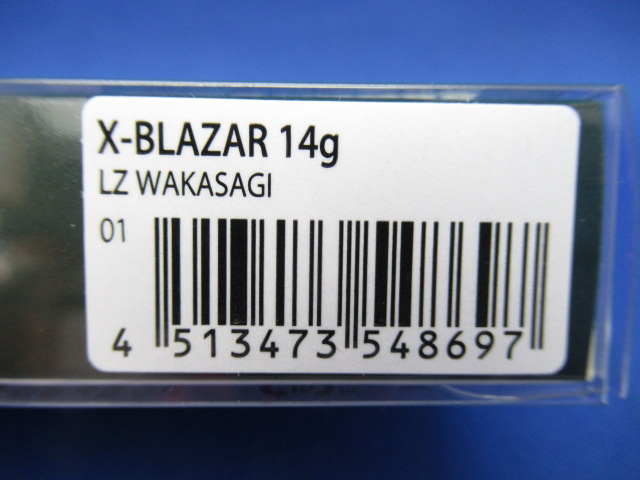 X-BLAZAR 14g
LZ WAKASAGI
01
4 513473 548697